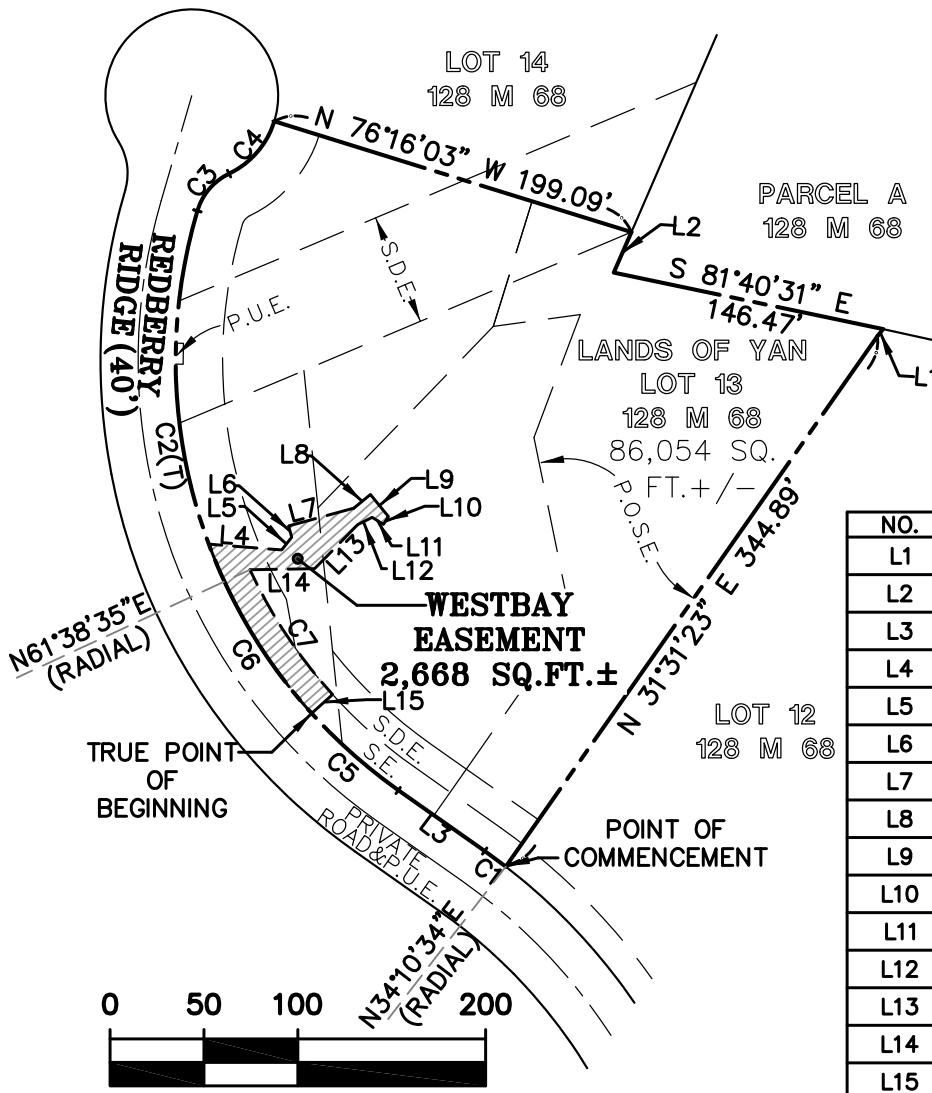 LOT 14
128 M 68
N 76°16'03" W 199.09'
C4
C3
L2
PARCEL A
128 M 68
S 81°40'31" E
146.47'
REDBERRY
RIDGE(40')
S.D.E.
P.U.E.
LANDS OF YAN
LOT 13
128 M 68
86,054 SQ.
FT.+/-
P.O.S.E.
C2(T)
L8
L9
L6
L5
L7
L10
L4
L11
L13
L12
L14
N 31°31'23" E 344.89'
WESTBAY
EASEMENT
2,668 SQ.FT.±
N61°38'35"E
(RADIAL)
C7
C6
L15
LOT 12
128 M 68
S.D.E.
S.E.
TRUE POINT
OF
BEGINNING
C5
L3
C1
PRIVATE
ROAD&P.U.E.
POINT OF
COMMENCEMENT
N34°10'34"E
(RADIAL)
0 50 100 200
NO.
L1
L2
L3
L4
L5
L6
L7
L8
L9
L10
L11
L12
L13
L14
L15